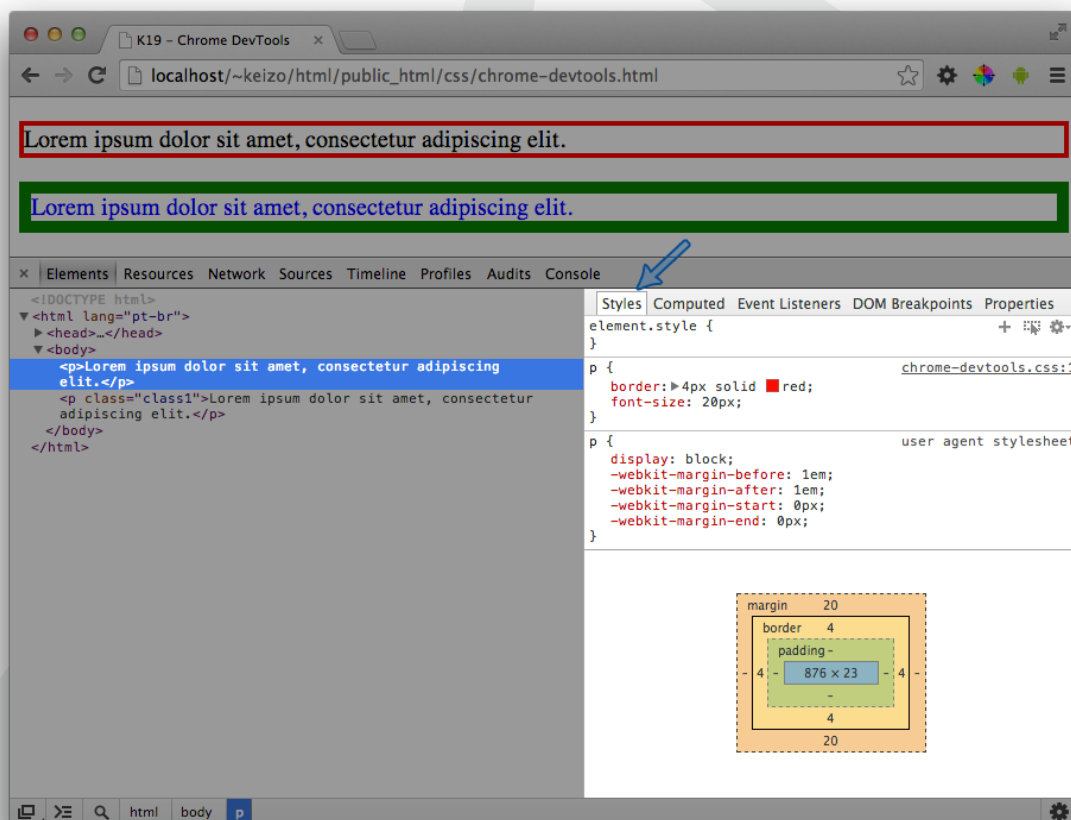 K19 – Chrome DevTools ×
localhost/~keizo/html/public_html/css/chrome-devtools.html
Lorem ipsum dolor sit amet, consectetur adipiscing elit.
Lorem ipsum dolor sit amet, consectetur adipiscing elit.
× Elements Resources Network Sources Timeline Profiles Audits Console
<!DOCTYPE html>
▼<html lang="pt-br">
▶<head>…</head>
▼<body>
<p>Lorem ipsum dolor sit amet, consectetur adipiscing
elit.</p>
<p class="class1">Lorem ipsum dolor sit amet, consectetur
adipiscing elit.</p>
</body>
</html>
Styles Computed Event Listeners DOM Breakpoints Properties
element.style {
}
p { chrome-devtools.css:1
border:▶4px solid red;
font-size: 20px;
}
p { user agent stylesheet
display: block;
-webkit-margin-before: 1em;
-webkit-margin-after: 1em;
-webkit-margin-start: 0px;
-webkit-margin-end: 0px;
}
margin 20
border 4
padding -
- 4 - 876 × 23 - 4 -
-
4
20
html body p